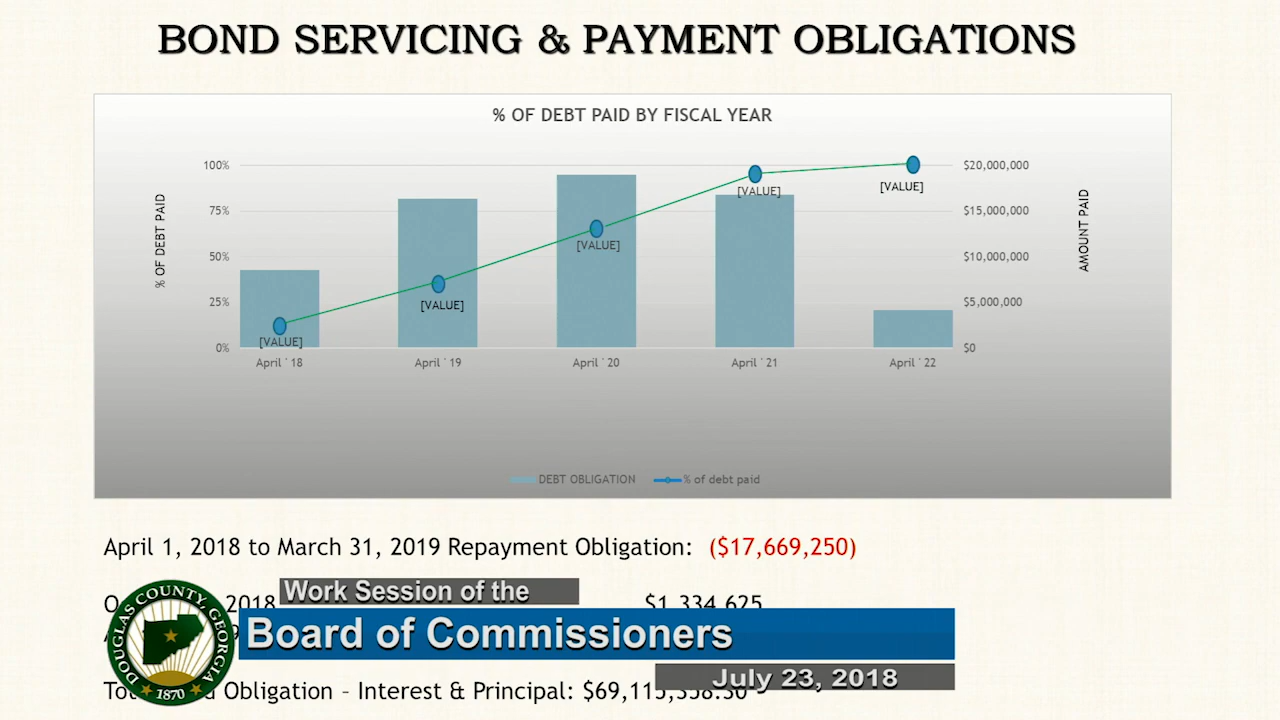 BOND SERVICING & PAYMENT OBLIGATIONS
% OF DEBT PAID BY FISCAL YEAR
% OF DEBT PAID
100%
75%
50%
25%
0%
$20,000,000
$15,000,000
$10,000,000
$5,000,000
$0
AMOUNT PAID
[VALUE]
[VALUE]
[VALUE]
[VALUE]
[VALUE]
April ' 18
April ' 19
April ' 20
April ' 21
April ' 22
DEBT OBLIGATION
% of debt paid
April 1, 2018 to March 31, 2019 Repayment Obligation: ($17,669,250)
2018 $1,334,625
Work Session of the
Board of Commissioners
July 23, 2018
Obligation – Interest & Principal:
DOUGLAS COUNTY, GEORGIA
1870